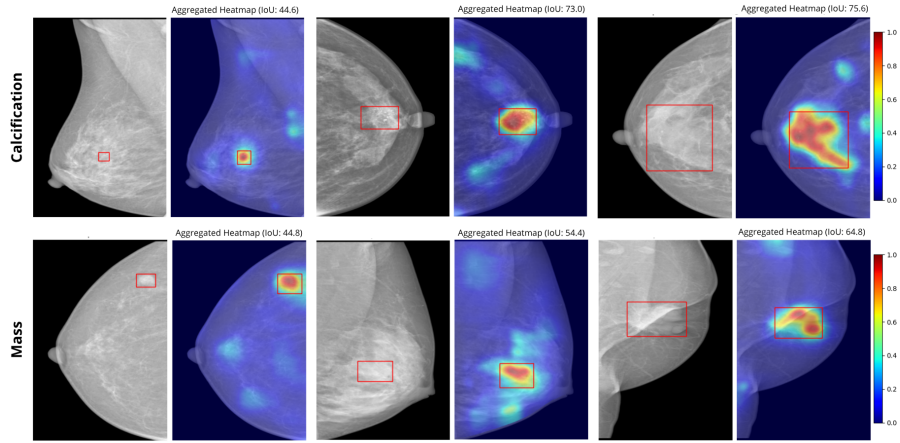 Aggregated Heatmap (IoU: 44.6)
Aggregated Heatmap (IoU: 73.0)
Aggregated Heatmap (IoU: 75.6)
Calcification
1.0
0.8
0.6
0.4
0.2
0.0
Aggregated Heatmap (IoU: 44.8)
Aggregated Heatmap (IoU: 54.4)
Aggregated Heatmap (IoU: 64.8)
Mass
1.0
0.8
0.6
0.4
0.2
0.0